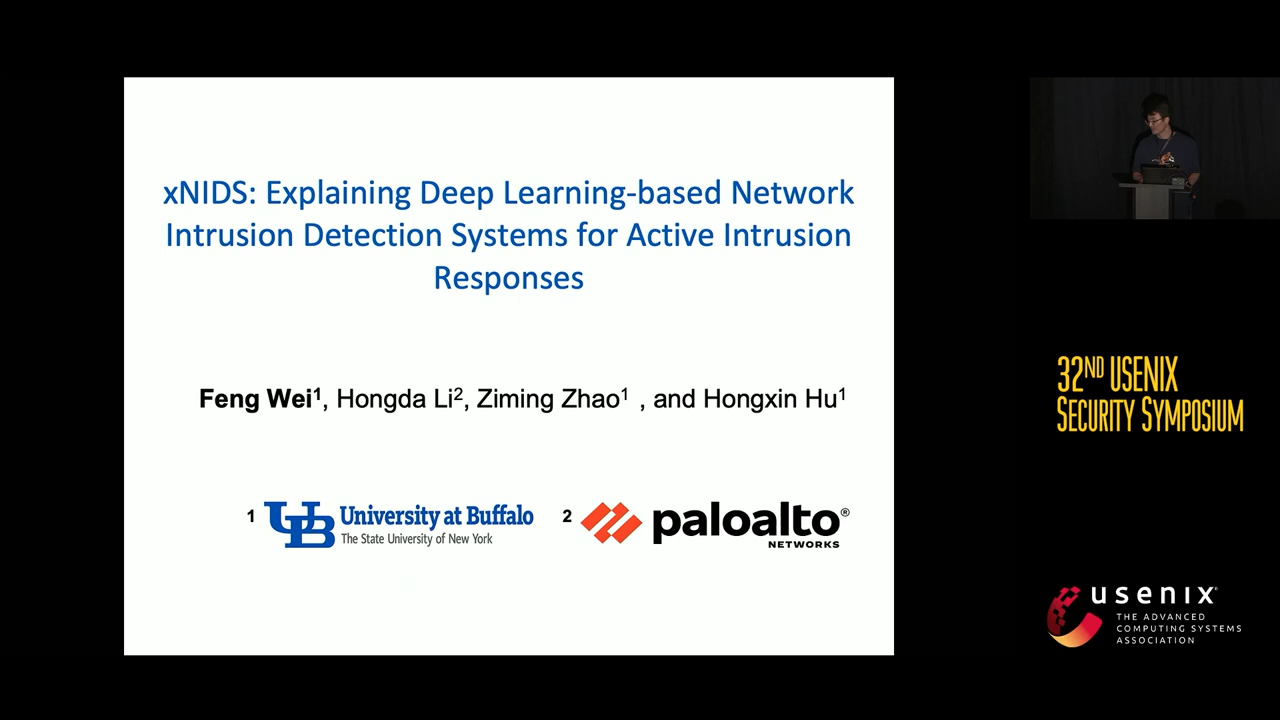 xNIDS: Explaining Deep Learning-based Network
Intrusion Detection Systems for Active Intrusion
Responses
Feng Wei¹, Hongda Li², Ziming Zhao¹ , and Hongxin Hu¹
1 UB University at Buffalo
The State University of New York
2 paloalto®
NETWORKS
32ND USENIX
SECURITY SYMPOSIUM
usenix®
THE ADVANCED
COMPUTING SYSTEMS
ASSOCIATION